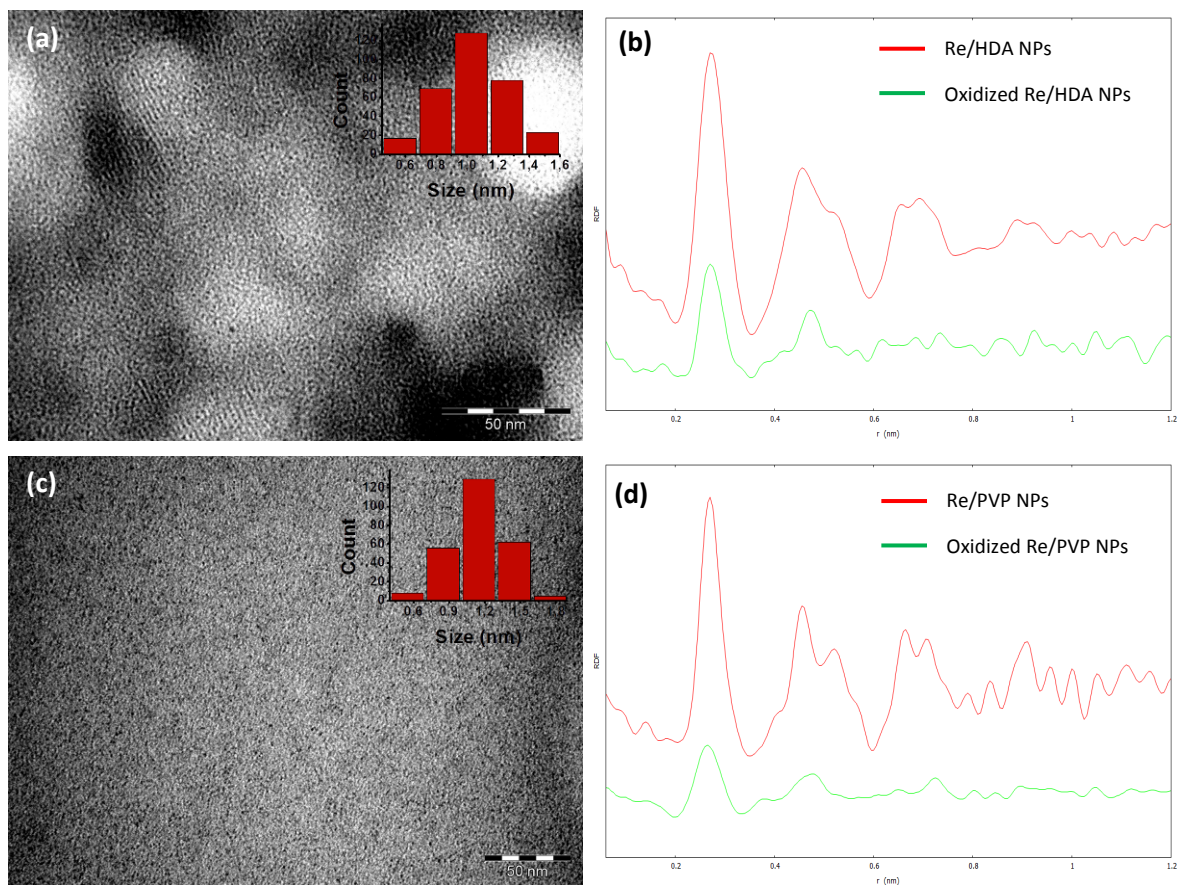 (a)
Count
120
100
80
60
40
20
0
0.6 0.8 1.0 1.2 1.4 1.6
Size (nm)
50 nm
(b)
Re/HDA NPs
Oxidized Re/HDA NPs
RDF
0.2 0.4 0.6 0.8 1 1.2
r (nm)
(c)
Count
120
100
80
60
40
20
0
0.6 0.9 1.2 1.5 1.8
Size (nm)
50 nm
(d)
Re/PVP NPs
Oxidized Re/PVP NPs
RDF
0.2 0.4 0.6 0.8 1 1.2
r (nm)